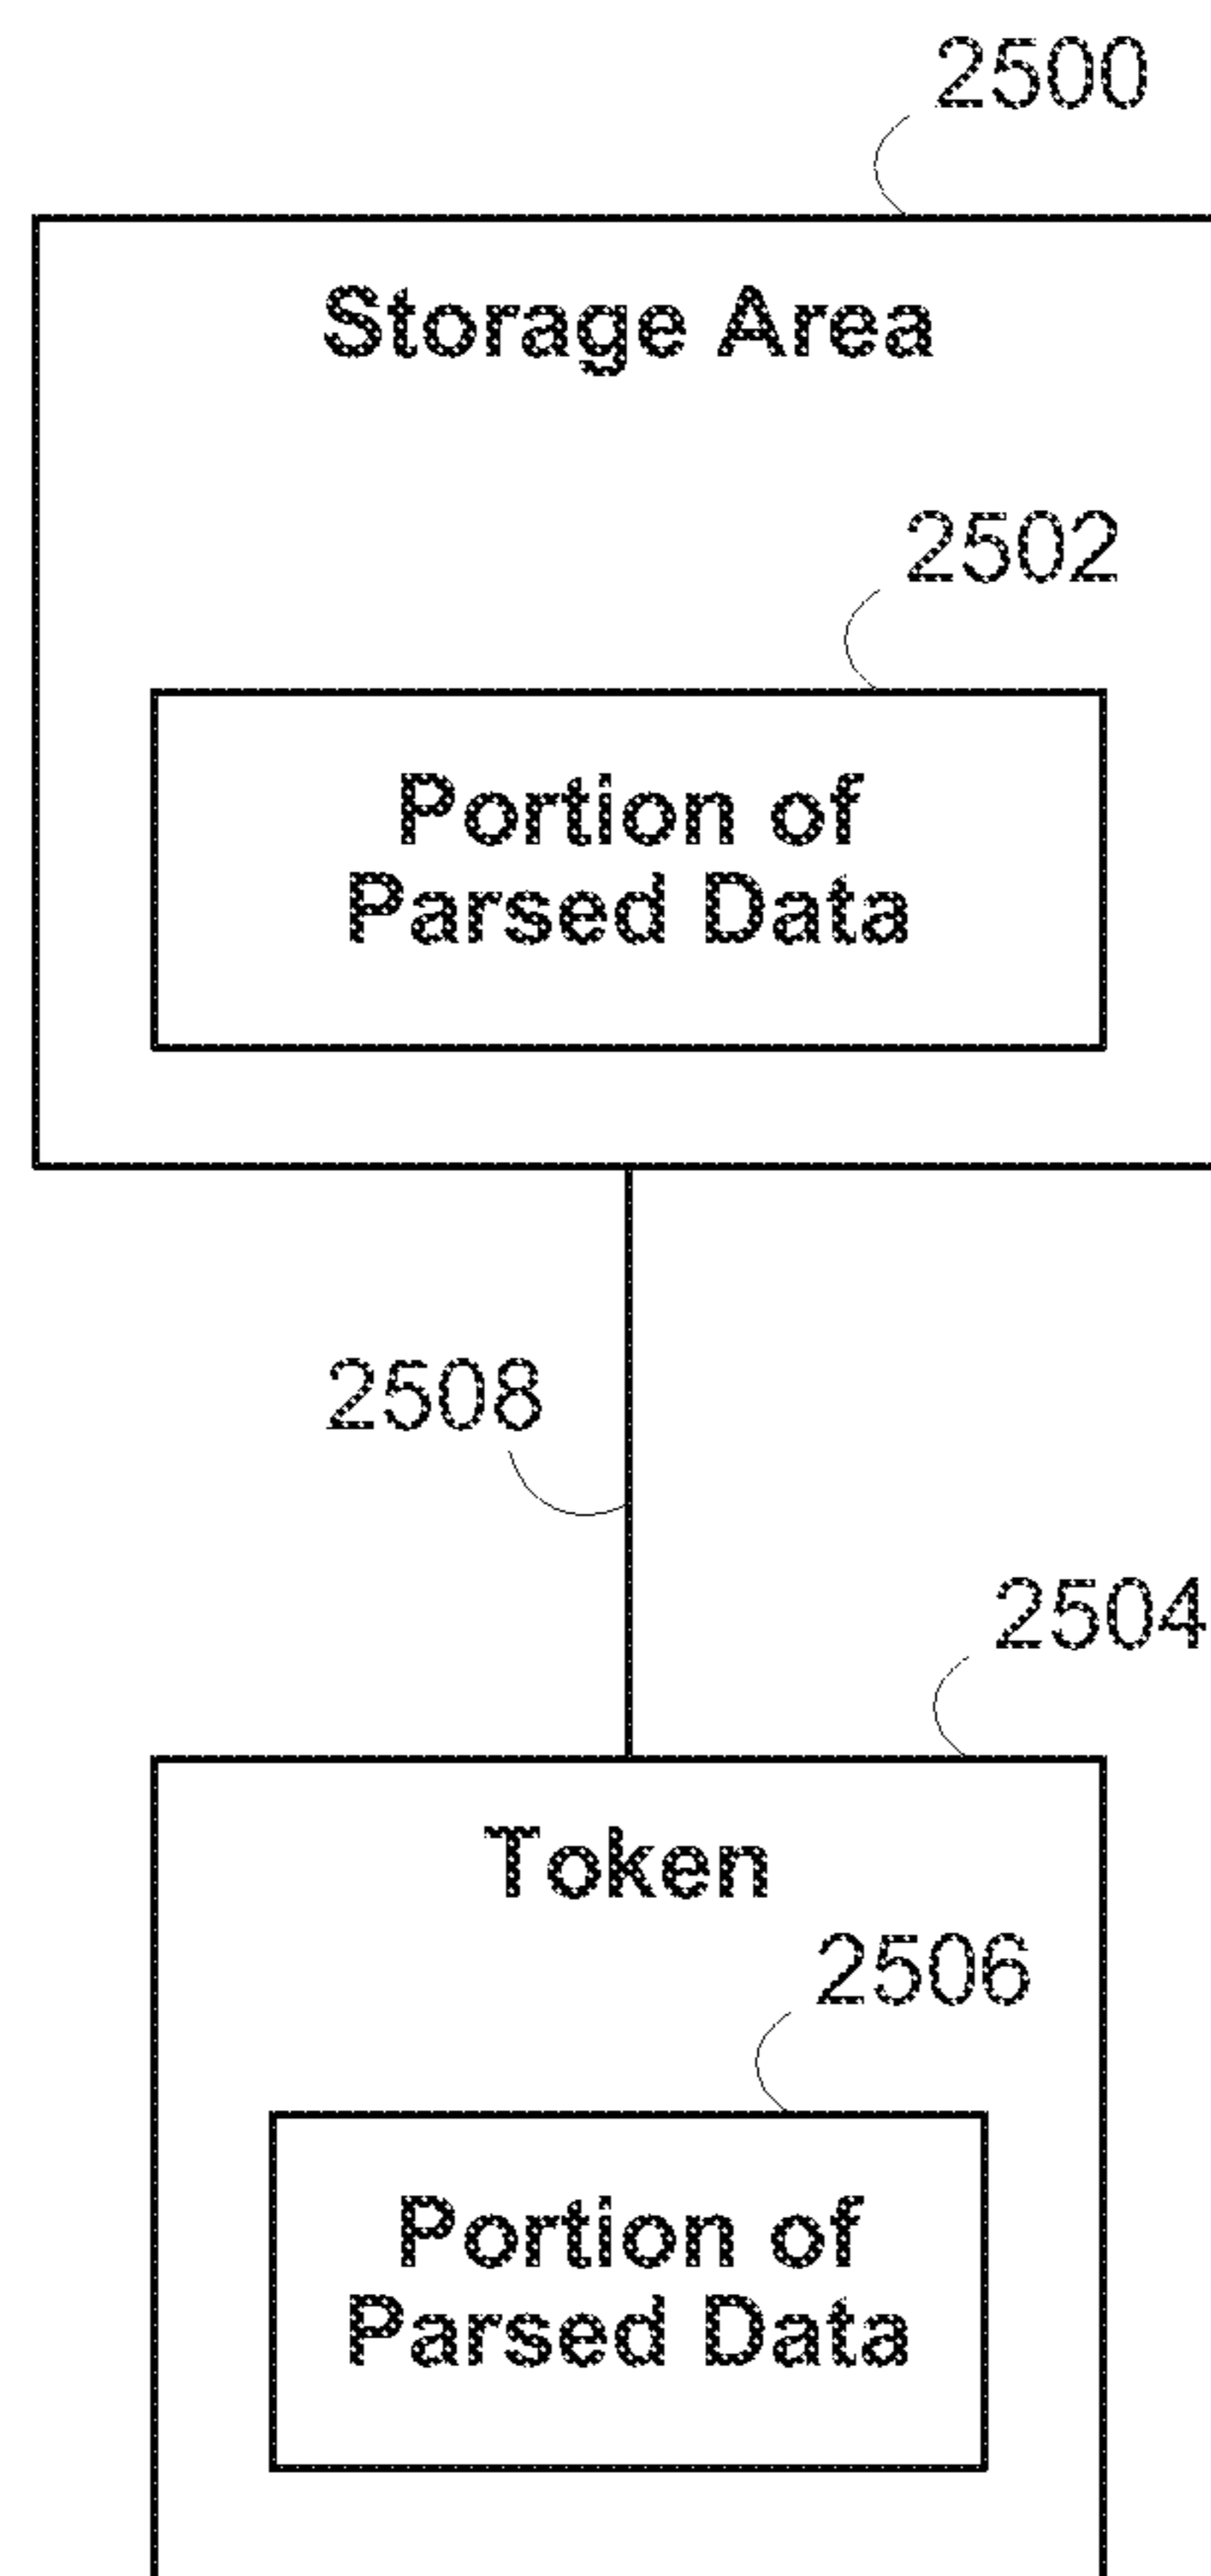 2500
Storage Area
2502
Portion of
Parsed Data
2508
2504
Token
2506
Portion of
Parsed Data